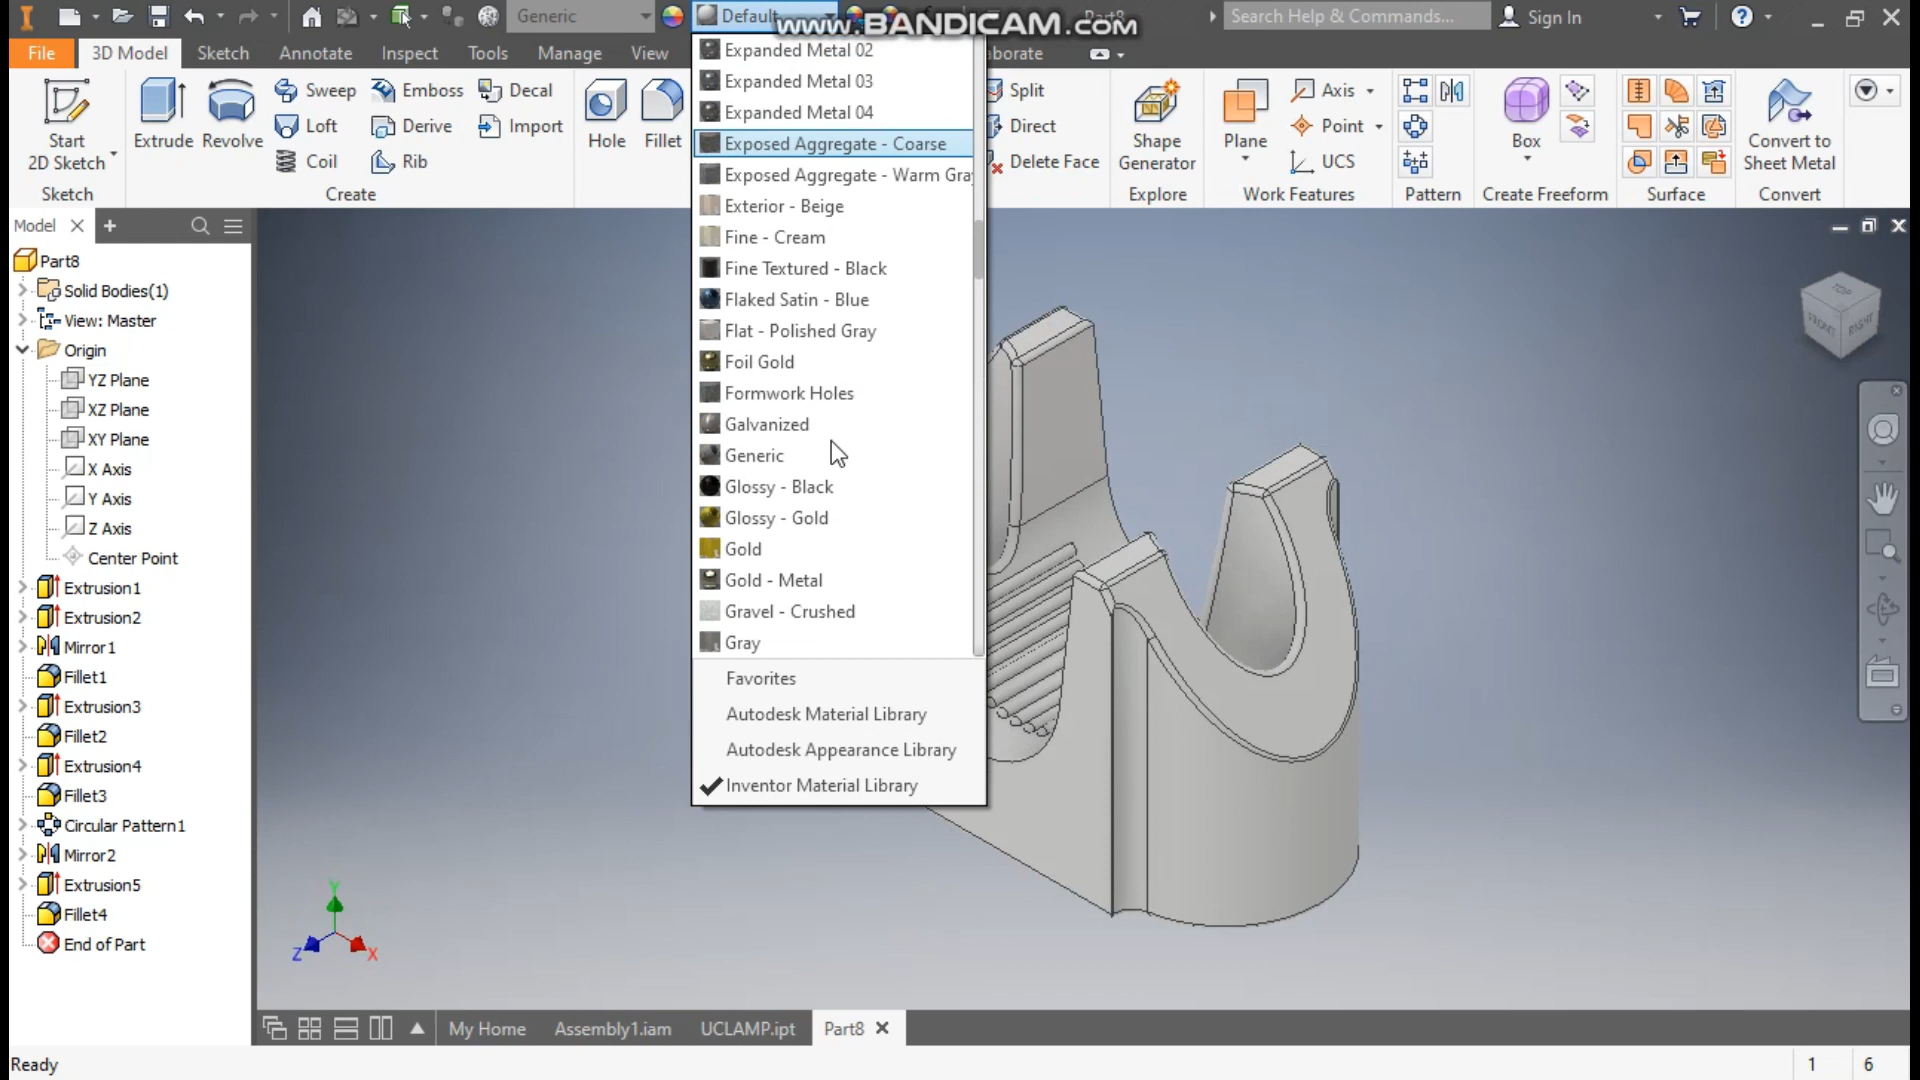 Generic
Default
www.BANDICAM.com
Part8
Search Help & Commands...
Sign In
File
3D Model
Sketch
Annotate
Inspect
Tools
Manage
View
aborate
Start
2D Sketch
Extrude
Revolve
Sweep
Loft
Coil
Emboss
Derive
Rib
Decal
Import
Hole
Fillet
Split
Direct
Delete Face
Shape
Generator
Plane
Axis
Point
UCS
Box
Convert to
Sheet Metal
Sketch
Create
Explore
Work Features
Pattern
Create Freeform
Surface
Convert
Model
Part8
Solid Bodies(1)
View: Master
Origin
YZ Plane
XZ Plane
XY Plane
X Axis
Y Axis
Z Axis
Center Point
Extrusion1
Extrusion2
Mirror1
Fillet1
Extrusion3
Fillet2
Extrusion4
Fillet3
Circular Pattern1
Mirror2
Extrusion5
Fillet4
End of Part
Expanded Metal 02
Expanded Metal 03
Expanded Metal 04
Exposed Aggregate - Coarse
Exposed Aggregate - Warm Gra
Exterior - Beige
Fine - Cream
Fine Textured - Black
Flaked Satin - Blue
Flat - Polished Gray
Foil Gold
Formwork Holes
Galvanized
Generic
Glossy - Black
Glossy - Gold
Gold
Gold - Metal
Gravel - Crushed
Gray
Favorites
Autodesk Material Library
Autodesk Appearance Library
Inventor Material Library
TOP
FRONT
RIGHT
Y
Z
X
My Home
Assembly1.iam
UCLAMP.ipt
Part8
Ready
1
6